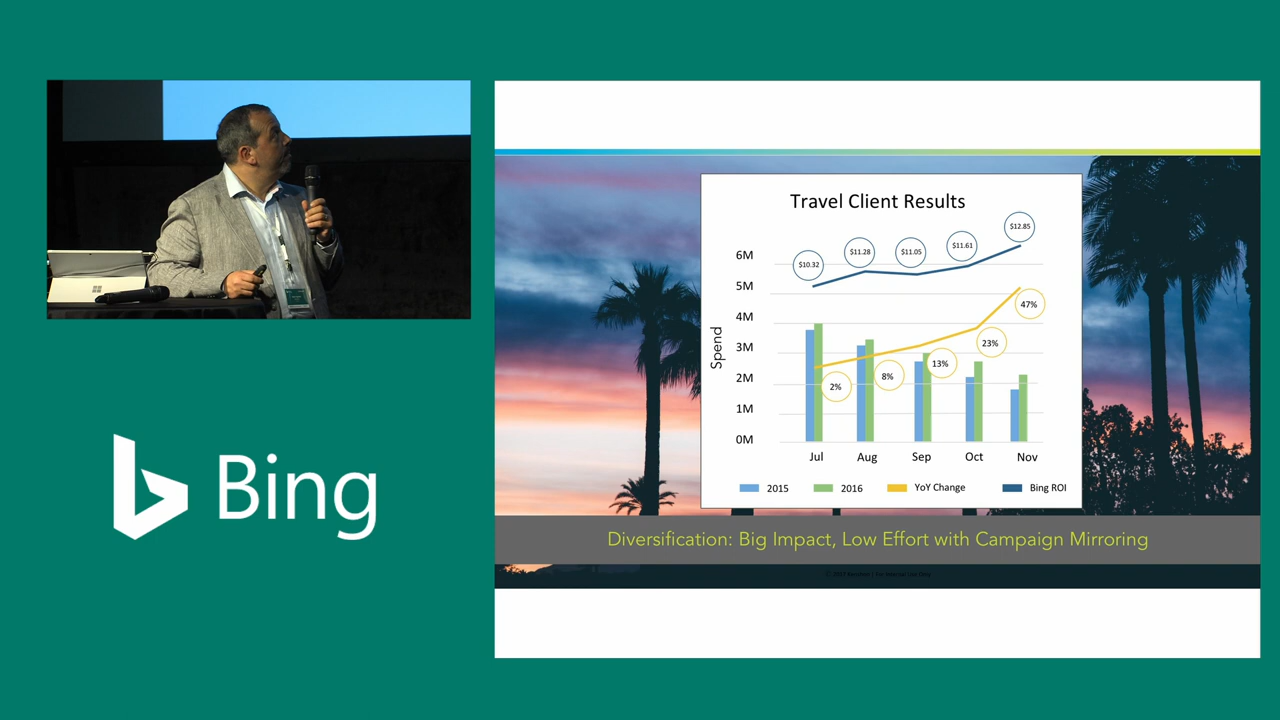 Bing
Travel Client Results
$10.32
$11.28
$11.05
$11.61
$12.85
6M
5M
4M
3M
2M
1M
0M
Spend
2%
8%
13%
23%
47%
Jul
Aug
Sep
Oct
Nov
2015
2016
YoY Change
Bing ROI
Diversification: Big Impact, Low Effort with Campaign Mirroring